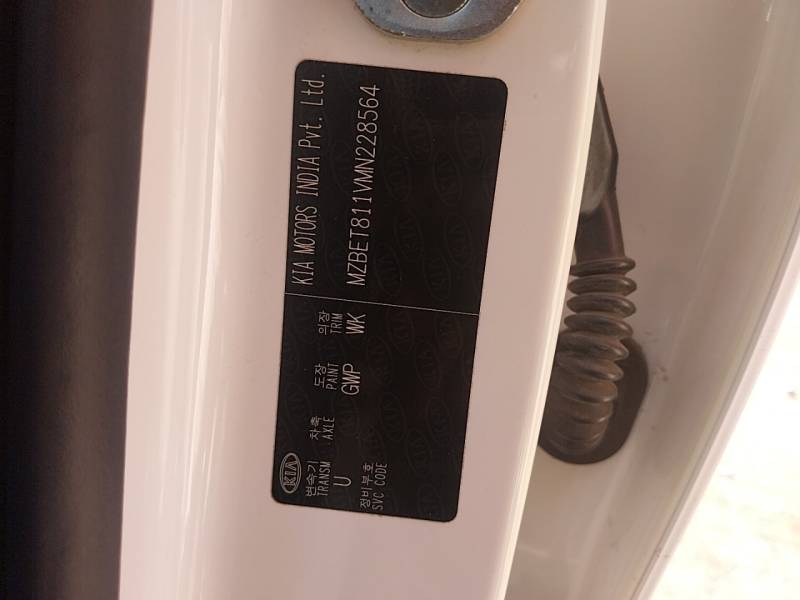 KIA MOTORS INDIA Pvt. Ltd.
MZBET811VMN228564
KIA
변속기 차축 도장 의장
TRANSM AXLE PAINT TRIM
U GWP WK
정비부호
SVC CODE